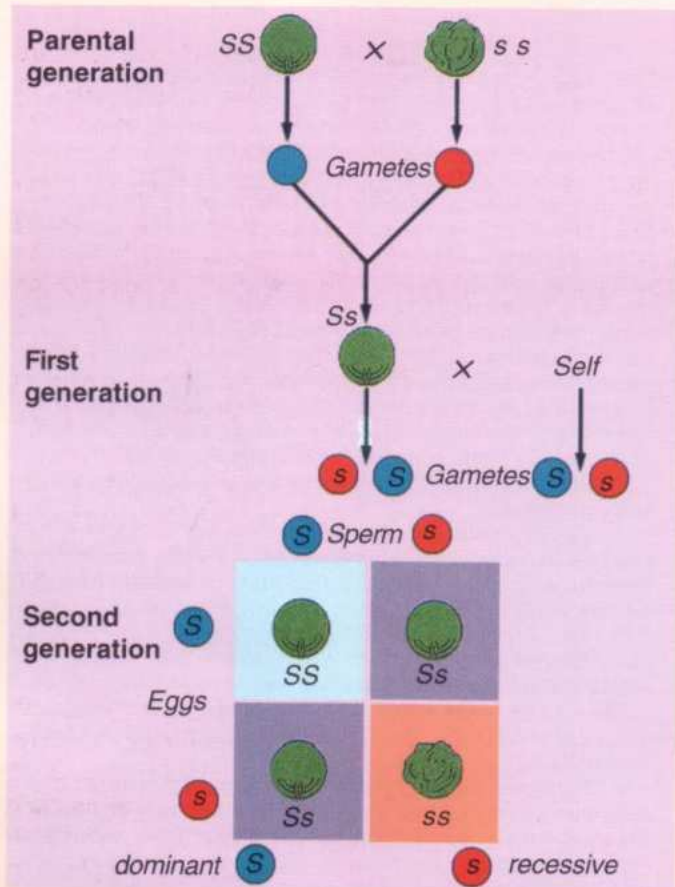 Parental
generation
SS × s s
Gametes
Ss
First
generation
× Self
s S Gametes S s
S Sperm s
Second
generation
S
SS Ss
Eggs
s
Ss ss
dominant S s recessive